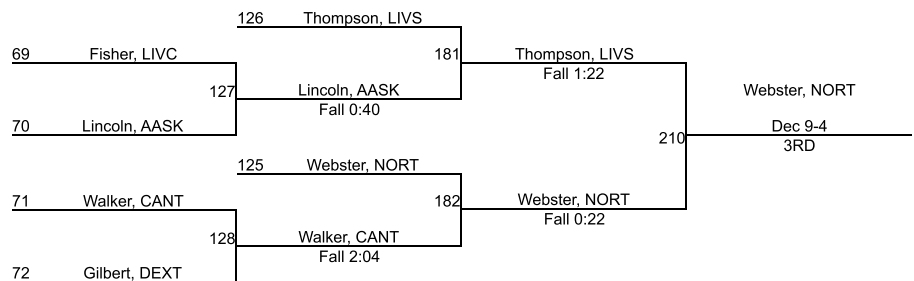 126 Thompson, LIVS
69 Fisher, LIVC
181 Thompson, LIVS
Fall 1:22
127 Lincoln, AASK
Fall 0:40
Webster, NORT
70 Lincoln, AASK
210 Dec 9-4
3RD
125 Webster, NORT
71 Walker, CANT
182 Webster, NORT
Fall 0:22
128 Walker, CANT
Fall 2:04
72 Gilbert, DEXT